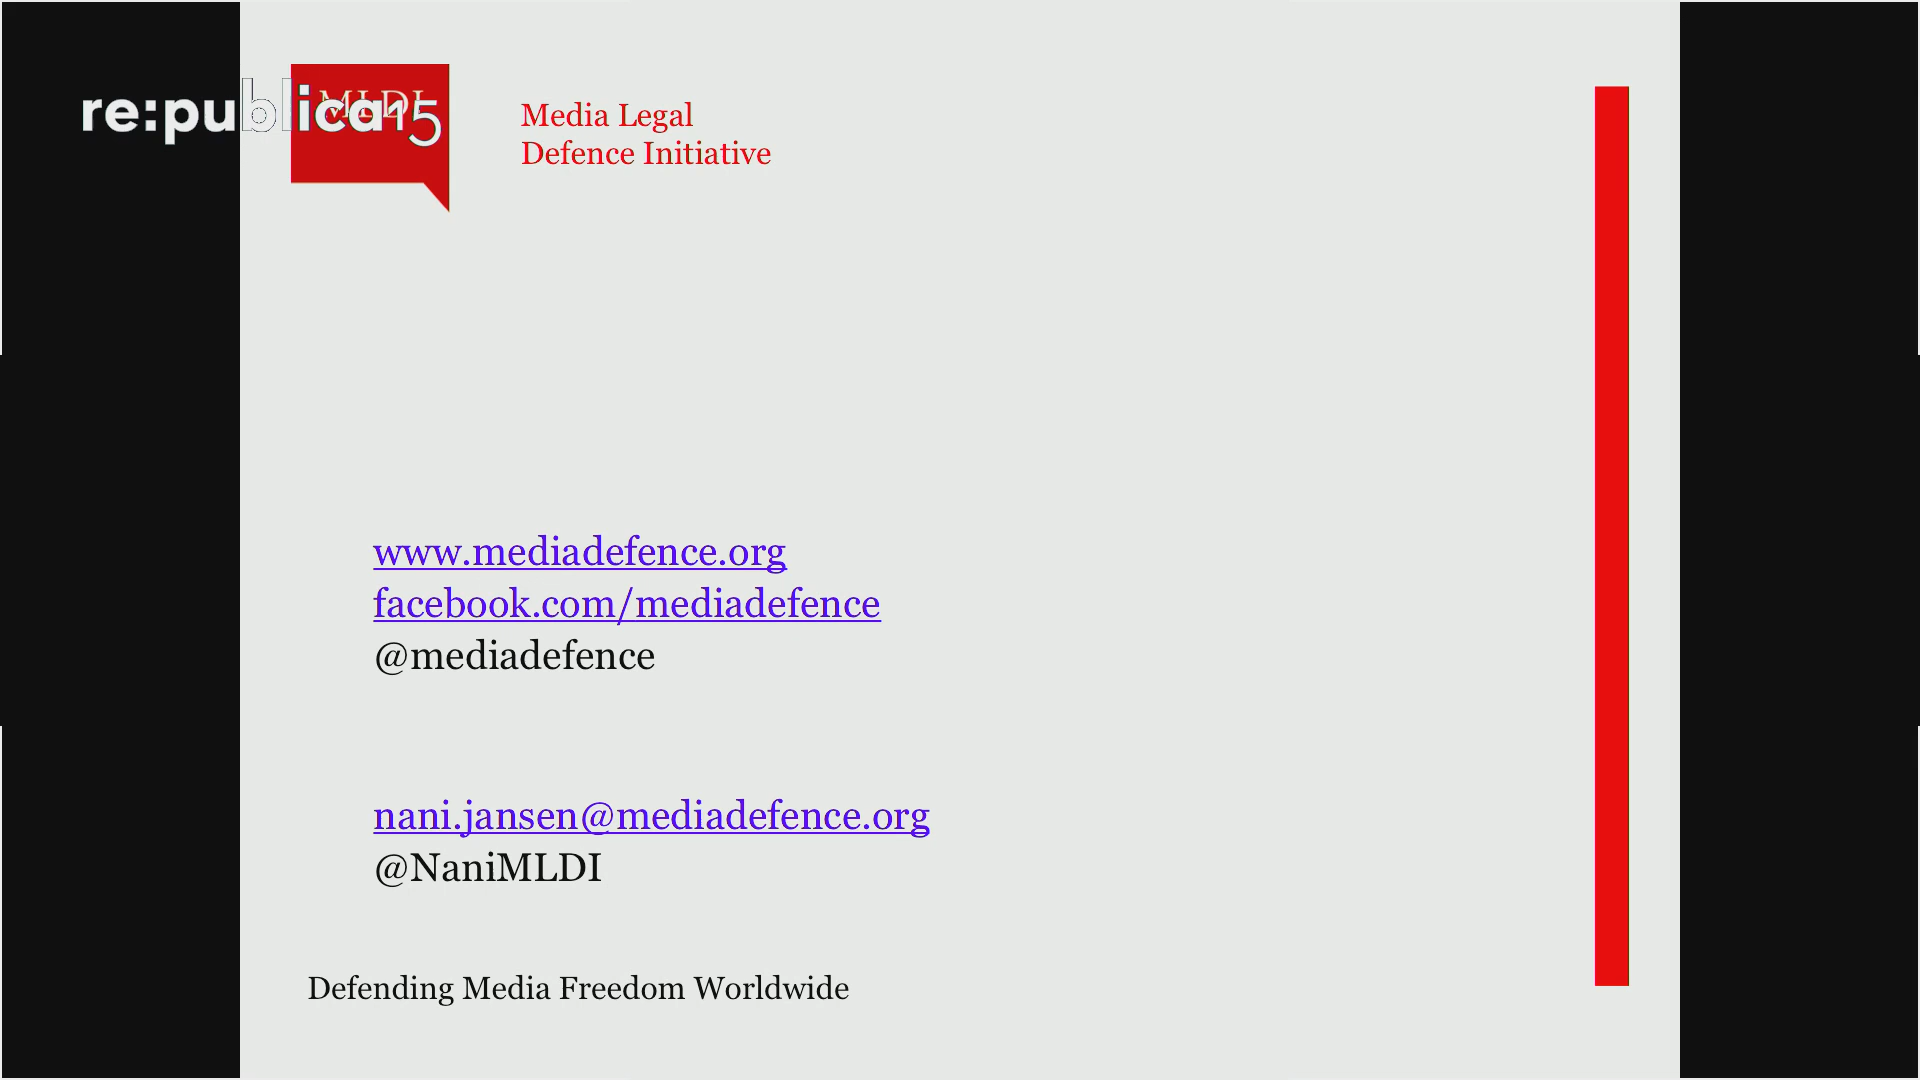 re:publica15
MLDI
Media Legal
Defence Initiative
www.mediadefence.org
facebook.com/mediadefence
@mediadefence
nani.jansen@mediadefence.org
@NaniMLDI
Defending Media Freedom Worldwide